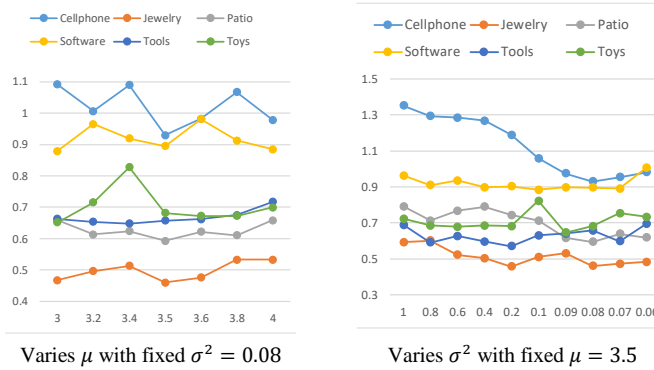 Cellphone Jewelry Patio
Software Tools Toys
1.1
1
0.9
0.8
0.7
0.6
0.5
0.4
3 3.2 3.4 3.5 3.6 3.8 4
Varies μ with fixed σ² = 0.08
Cellphone Jewelry Patio
Software Tools Toys
1.5
1.3
1.1
0.9
0.7
0.5
0.3
1 0.8 0.6 0.4 0.2 0.1 0.09 0.08 0.07 0.06
Varies σ² with fixed μ = 3.5